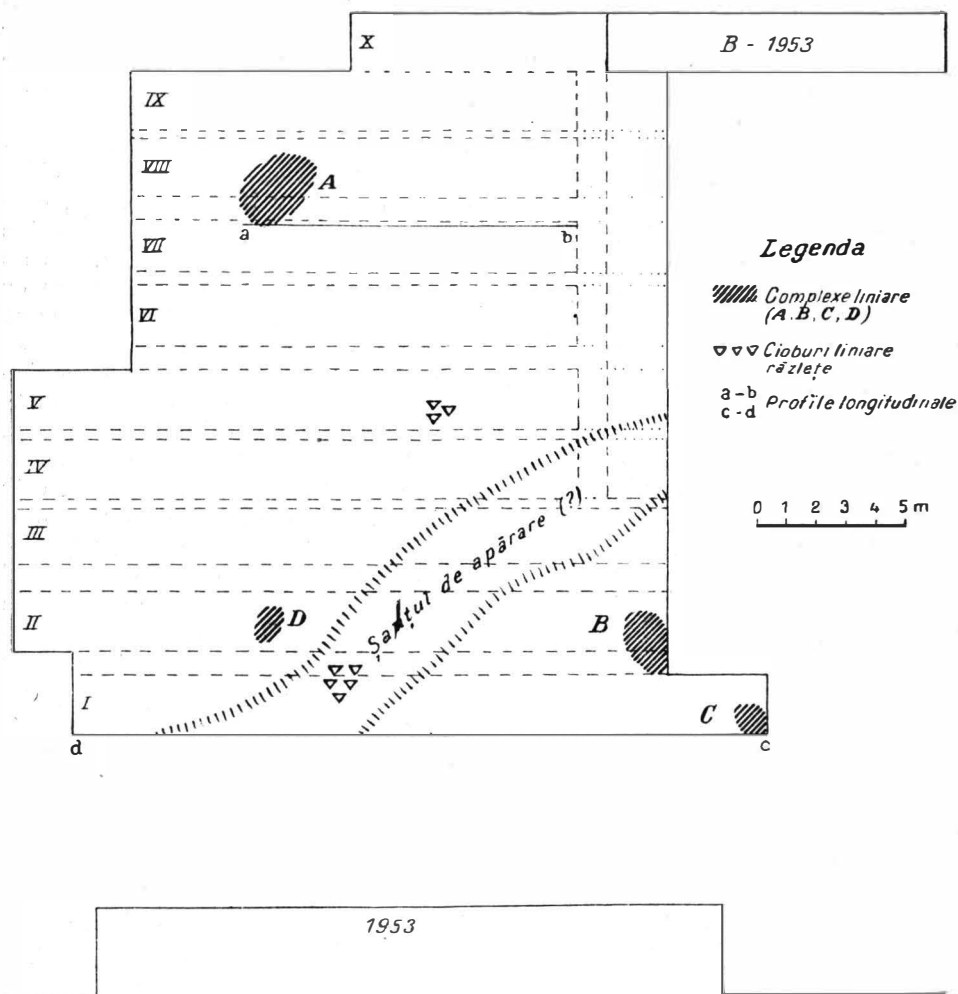 X
B - 1953
IX
VIII
A
a
b
VII
VI
V
IV
III
II
I
D
B
C
d
c
Șanțul de apărare (?)
Legenda
Complexe liniare
(A.B,C,D)
Cioburi liniare
răzlețe
a-b
c-d
Profile longitudinale
0 1 2 3 4 5 m
1953